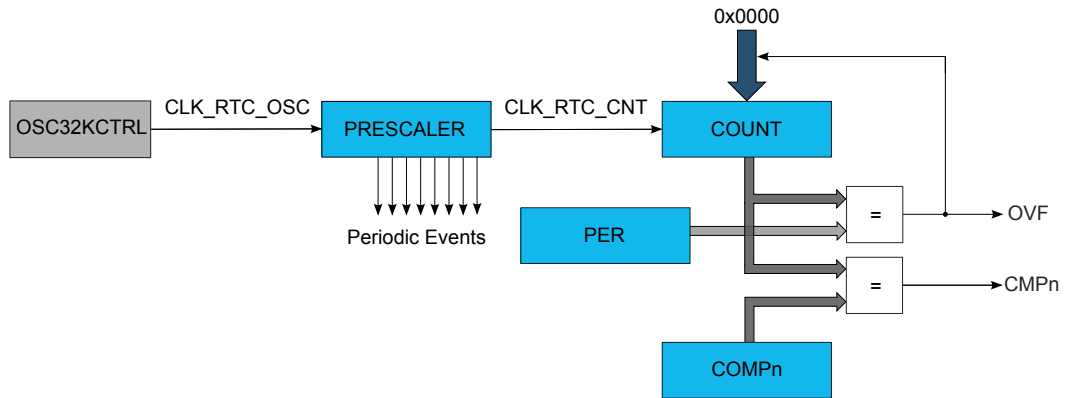 0x0000
CLK_RTC_OSC
CLK_RTC_CNT
OSC32KCTRL
PRESCALER
COUNT
Periodic Events
PER
=
OVF
=
CMPn
COMPn